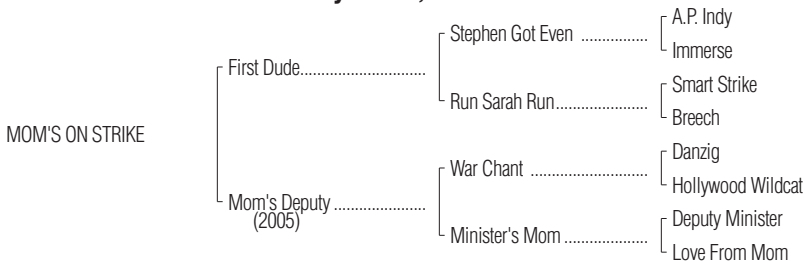 A.P. Indy
Stephen Got Even ................
Immerse
First Dude..............................
Smart Strike
Run Sarah Run......................
Breech
MOM'S ON STRIKE
Danzig
War Chant ............................
Hollywood Wildcat
Mom's Deputy ......................
(2005)
Deputy Minister
Minister's Mom ....................
Love From Mom